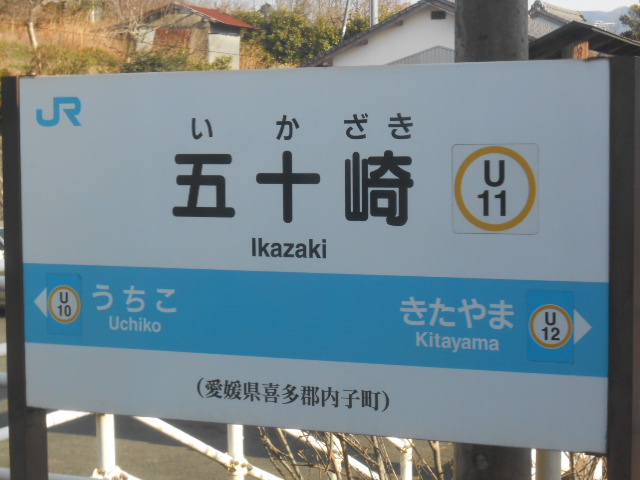 JR
いかざき
五十崎
U
11
Ikazaki
U
10
うちこ
Uchiko
きたやま
Kitayama
U
12
(愛媛県喜多郡内子町)